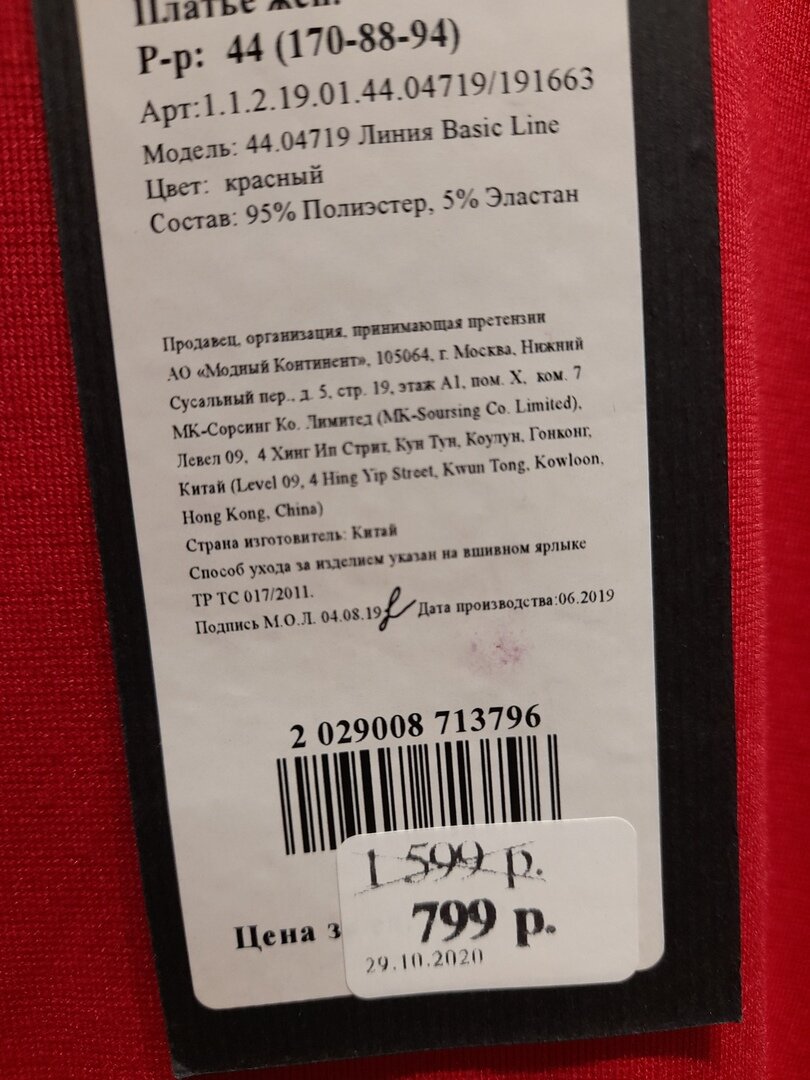 Платье жен.
Р-р: 44 (170-88-94)
Арт:1.1.2.19.01.44.04719/191663
Модель: 44.04719 Линия Basic Line
Цвет: красный
Состав: 95% Полиэстер, 5% Эластан
Продавец, организация, принимающая претензии
АО «Модный Континент», 105064, г. Москва, Нижний
Сусальный пер., д. 5, стр. 19, этаж А1, пом. X, ком. 7
МК-Сорсинг Ко. Лимитед (MK-Soursing Co. Limited),
Левел 09, 4 Хинг Ип Стрит, Кун Тун, Коулун, Гонконг,
Китай (Level 09, 4 Hing Yip Street, Kwun Tong, Kowloon,
Hong Kong, China)
Страна изготовитель: Китай
Способ ухода за изделием указан на вшивном ярлыке
ТР ТС 017/2011.
Подпись М.О.Л. 04.08.19 Дата производства:06.2019
2 029008 713796
1 599 р.
Цена з
799 р.
29.10.2020